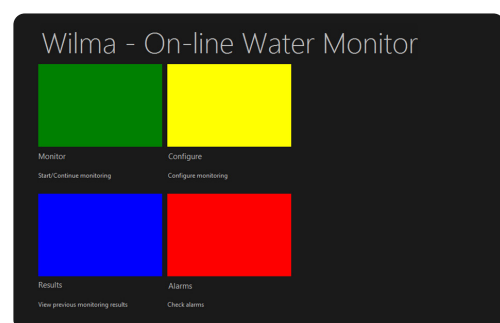 Wilma - On-line Water Monitor
Monitor
Start/Continue monitoring
Configure
Configure monitoring
Results
View previous monitoring results
Alarms
Check alarms